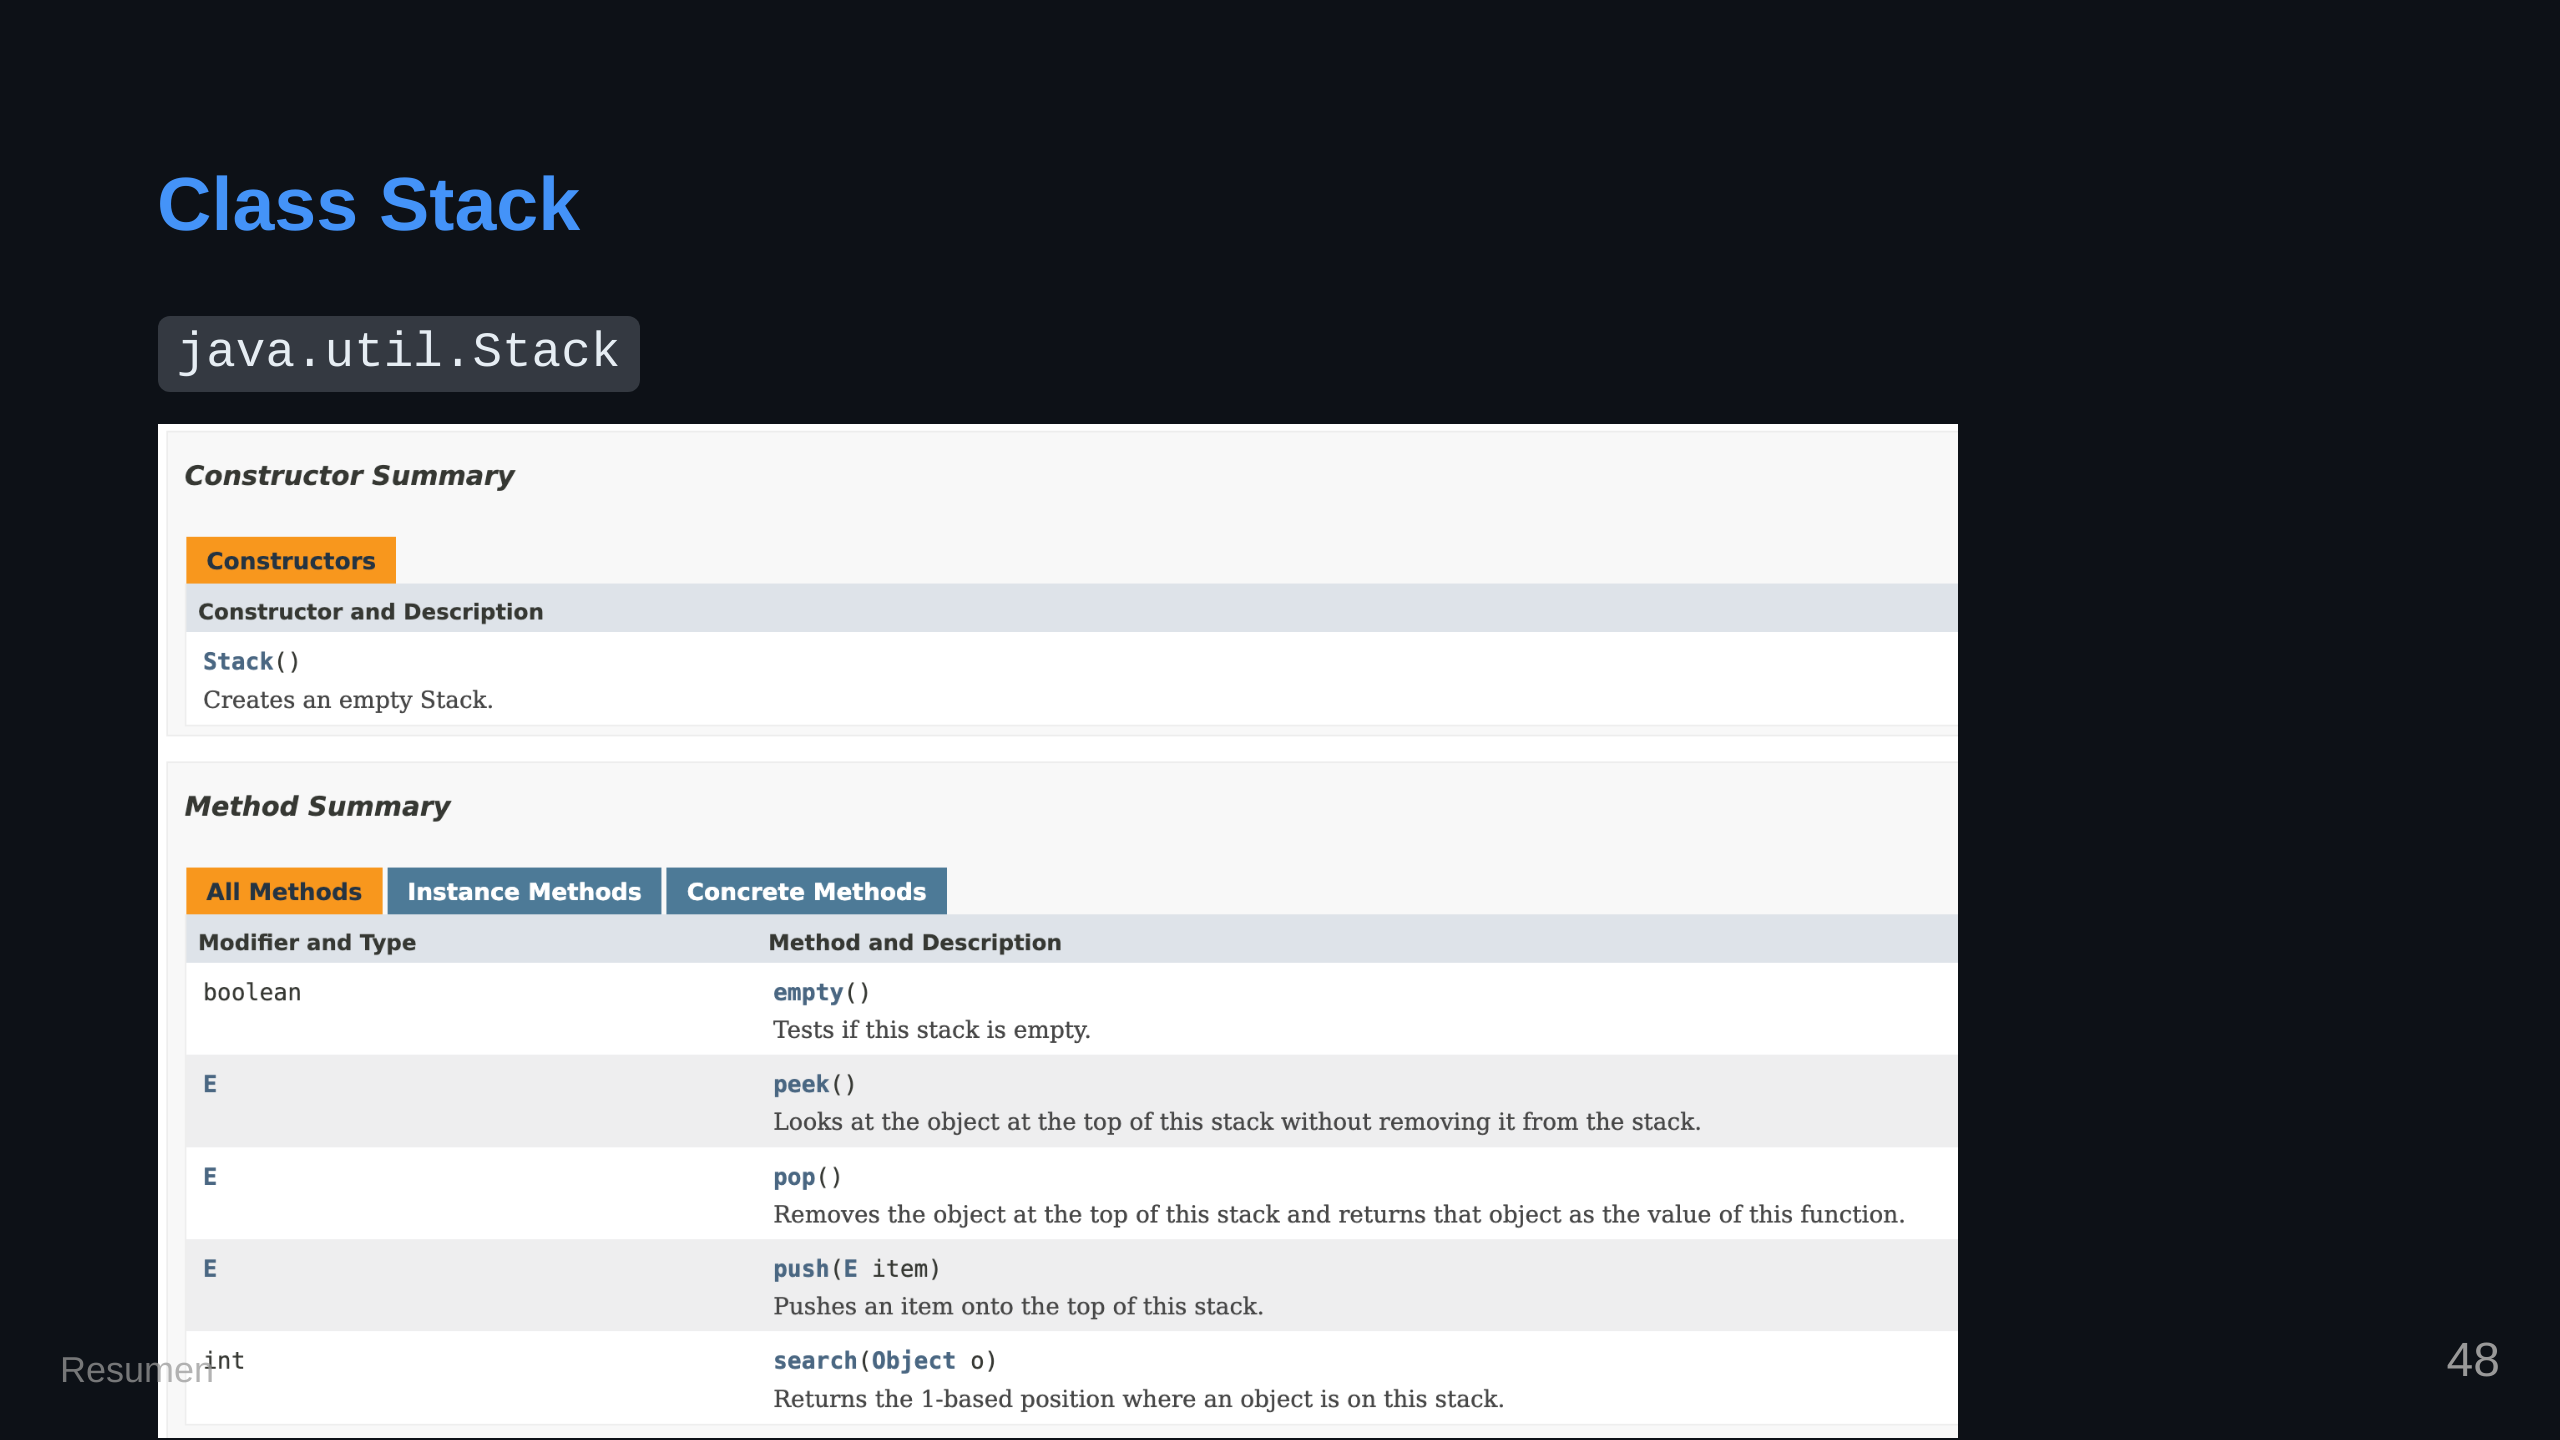 Class Stack
java.util.Stack
Constructor Summary
Constructors
Constructor and Description
Stack()
Creates an empty Stack.
Method Summary
All Methods Instance Methods Concrete Methods
Modifier and Type Method and Description
boolean empty()
Tests if this stack is empty.
E peek()
Looks at the object at the top of this stack without removing it from the stack.
E pop()
Removes the object at the top of this stack and returns that object as the value of this function.
E push(E item)
Pushes an item onto the top of this stack.
int search(Object o)
Returns the 1-based position where an object is on this stack.
Resumen 48